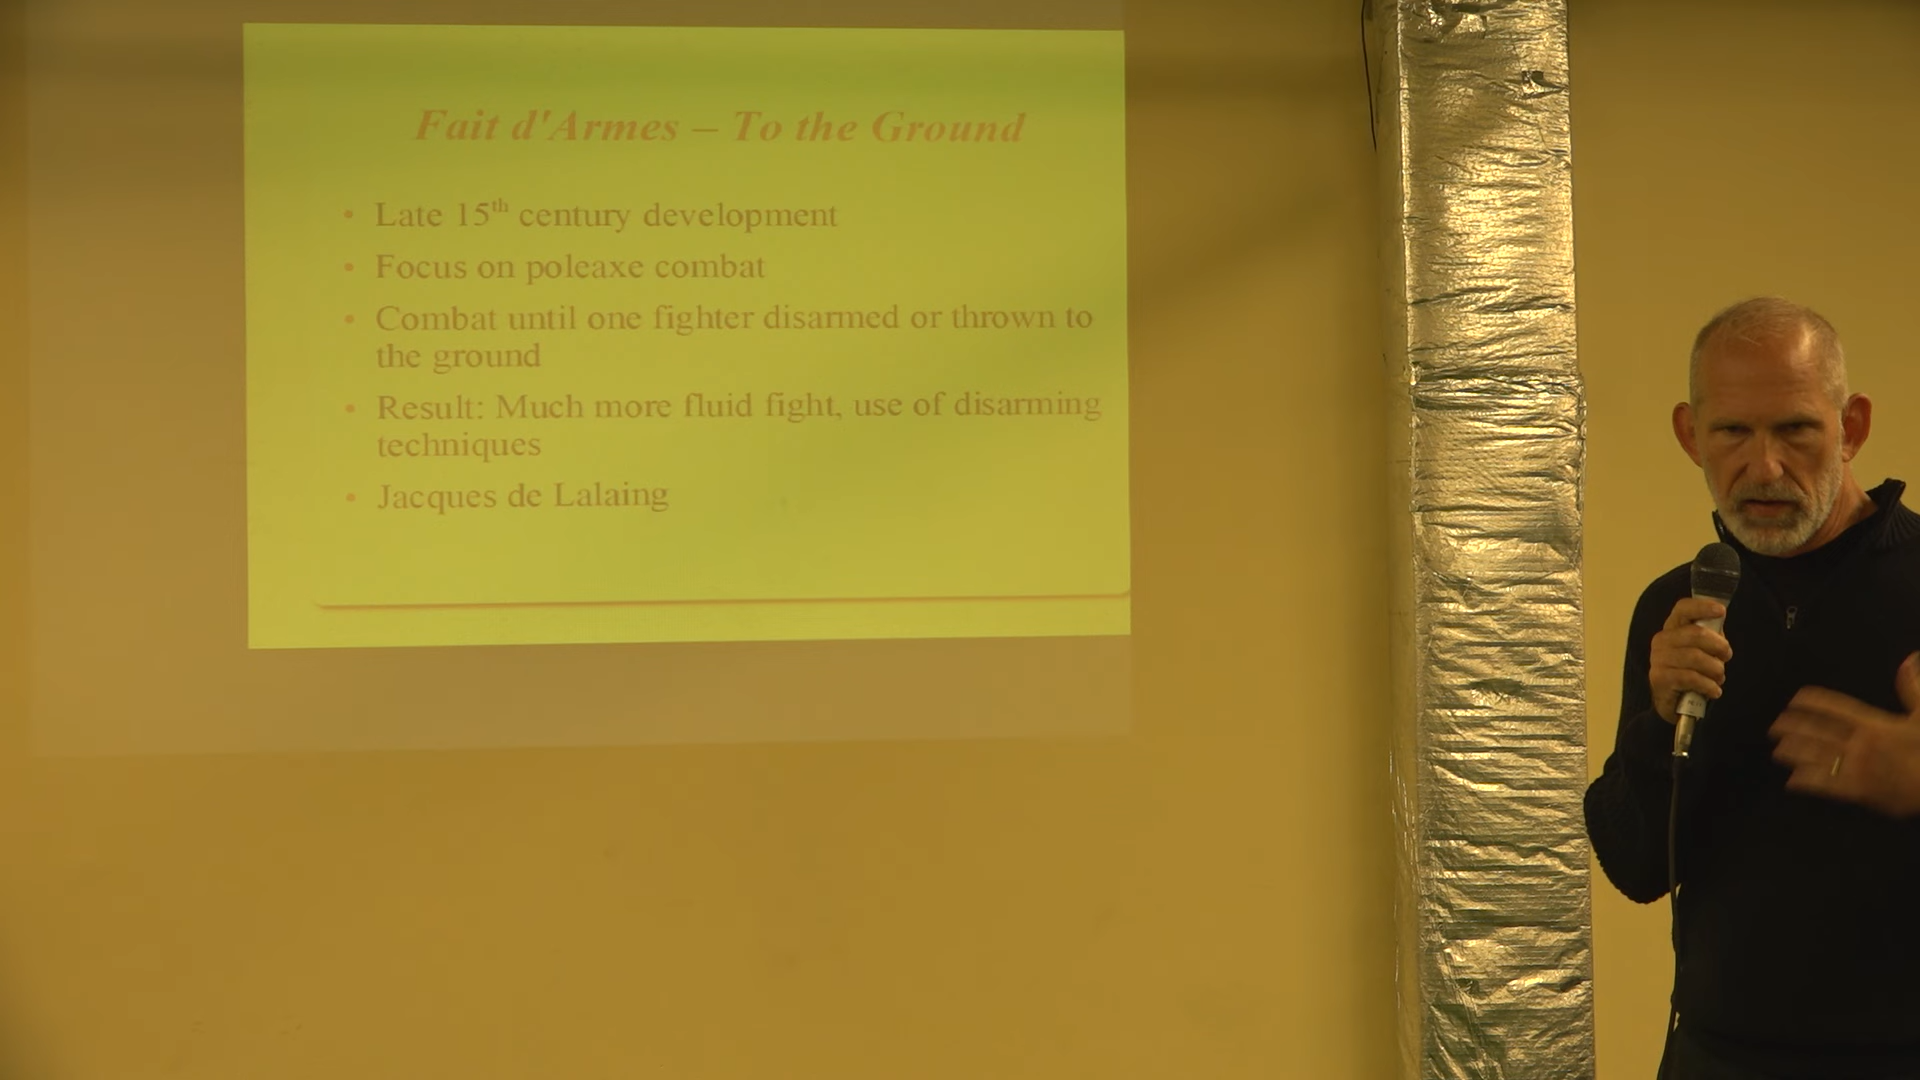 Fait d'Armes – To the Ground
• Late 15th century development
• Focus on poleaxe combat
• Combat until one fighter disarmed or thrown to
the ground
• Result: Much more fluid fight, use of disarming
techniques
• Jacques de Lalaing